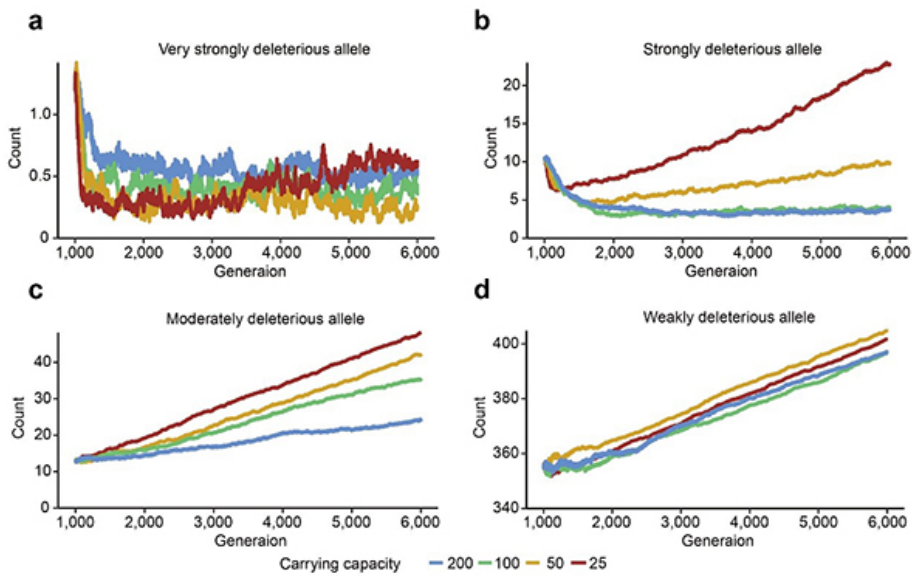 a
Very strongly deleterious allele
Count
1.0
0.5
0
1,000 2,000 3,000 4,000 5,000 6,000
Generaion
b
Strongly deleterious allele
Count
20
15
10
5
0
1,000 2,000 3,000 4,000 5,000 6,000
Generaion
c
Moderately deleterious allele
Count
40
30
20
10
0
1,000 2,000 3,000 4,000 5,000 6,000
Generaion
d
Weakly deleterious allele
Count
400
380
360
340
1,000 2,000 3,000 4,000 5,000 6,000
Generaion
Carrying capacity 200 100 50 25